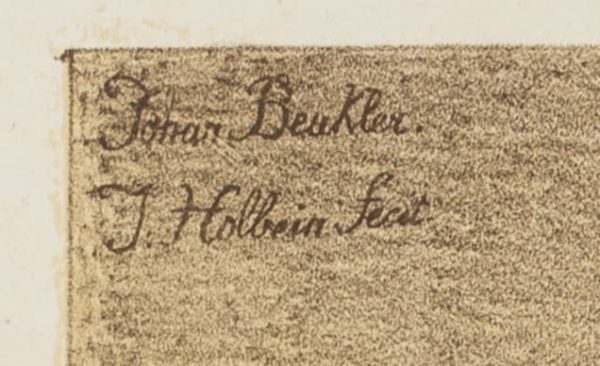 Johan Beukler.
J. Holbein fecit